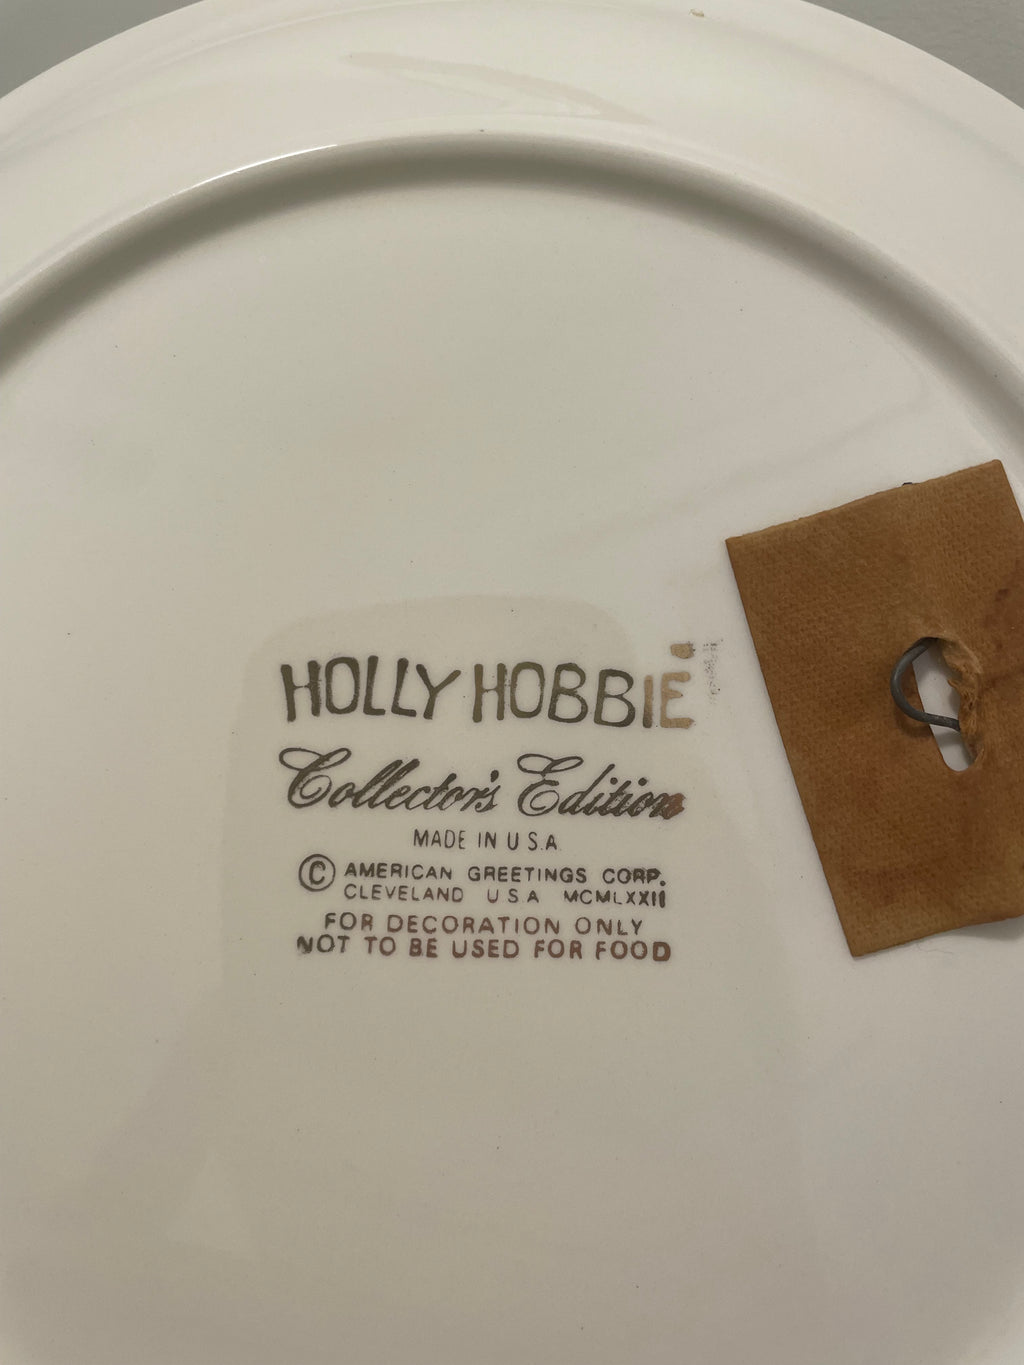 HOLLY HOBBIE
Collector's Edition
MADE IN U.S.A.
© AMERICAN GREETINGS CORP.
CLEVELAND U S A MCMLXXII
FOR DECORATION ONLY
NOT TO BE USED FOR FOOD